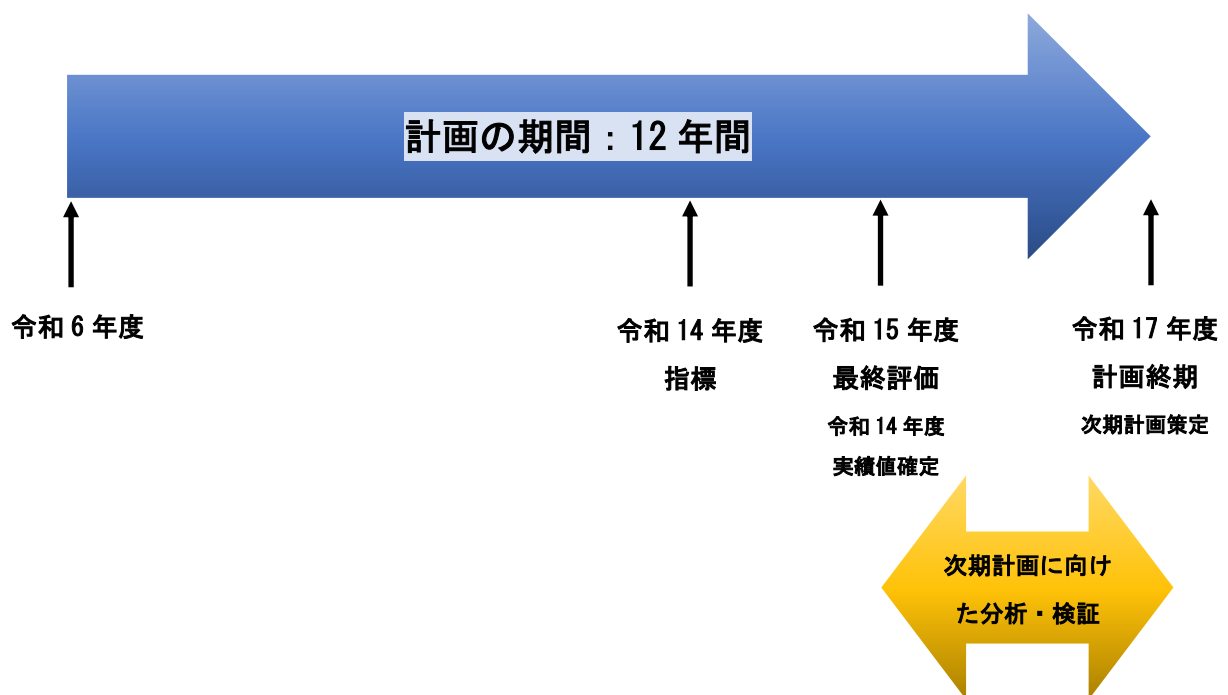 計画の期間：12年間
令和6年度
令和14年度
指標
令和15年度
最終評価
令和14年度
実績値確定
令和17年度
計画終期
次期計画策定
次期計画に向け
た分析・検証